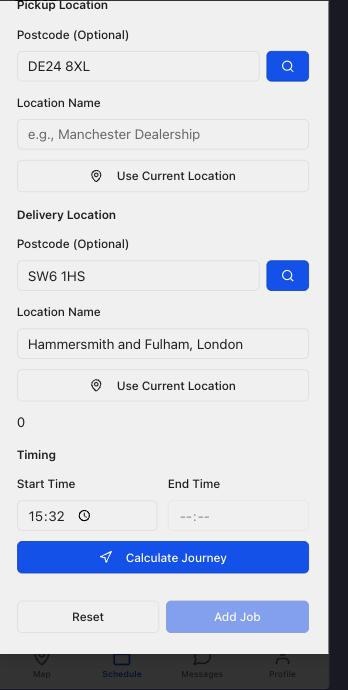 Pickup Location
Postcode (Optional)
DE24 8XL
Location Name
e.g., Manchester Dealership
Use Current Location
Delivery Location
Postcode (Optional)
SW6 1HS
Location Name
Hammersmith and Fulham, London
Use Current Location
0
Timing
Start Time End Time
15:32 --:--
Calculate Journey
Reset Add Job
Map Schedule Messages Profile